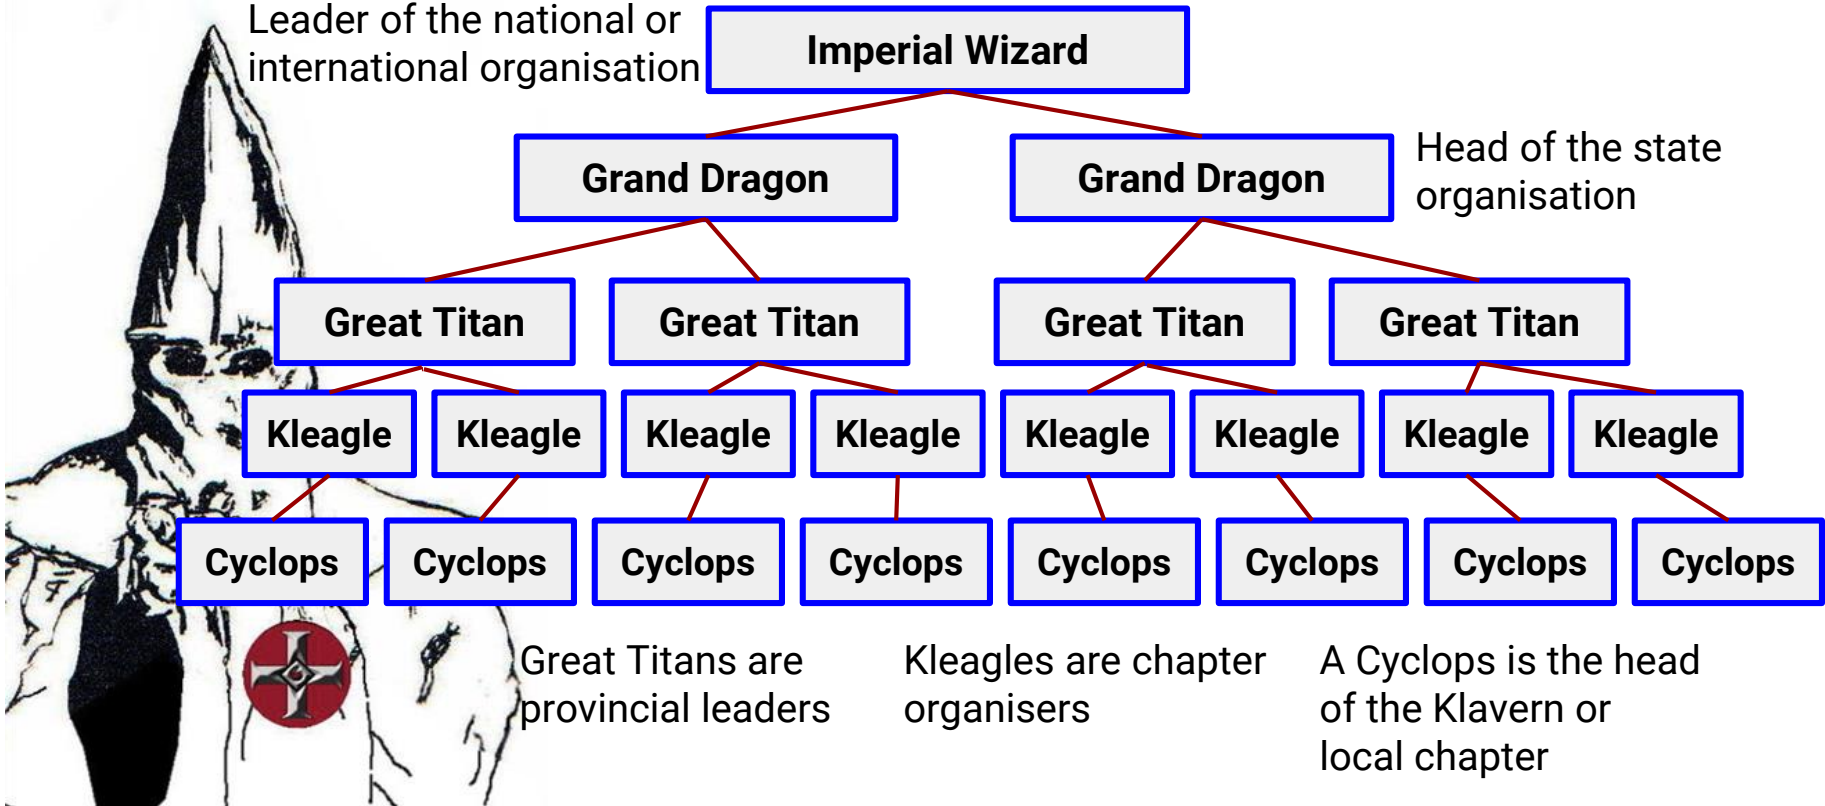 Leader of the national or
international organisation
Imperial Wizard
Grand Dragon
Grand Dragon
Head of the state
organisation
Great Titan
Great Titan
Great Titan
Great Titan
Kleagle
Kleagle
Kleagle
Kleagle
Kleagle
Kleagle
Kleagle
Kleagle
Cyclops
Cyclops
Cyclops
Cyclops
Cyclops
Cyclops
Cyclops
Cyclops
Great Titans are
provincial leaders
Kleagles are chapter
organisers
A Cyclops is the head
of the Klavern or
local chapter